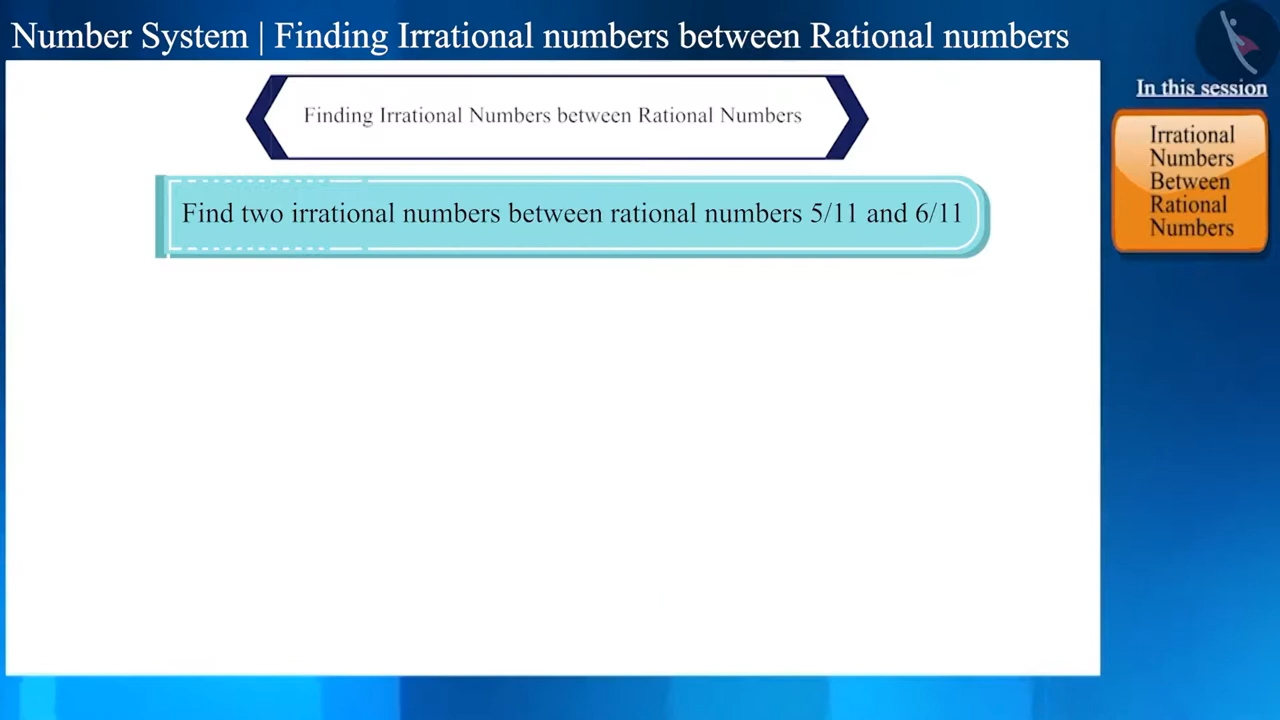 Number System | Finding Irrational numbers between Rational numbers
In this session
Finding Irrational Numbers between Rational Numbers
Irrational
Numbers
Between
Rational
Numbers
Find two irrational numbers between rational numbers 5/11 and 6/11